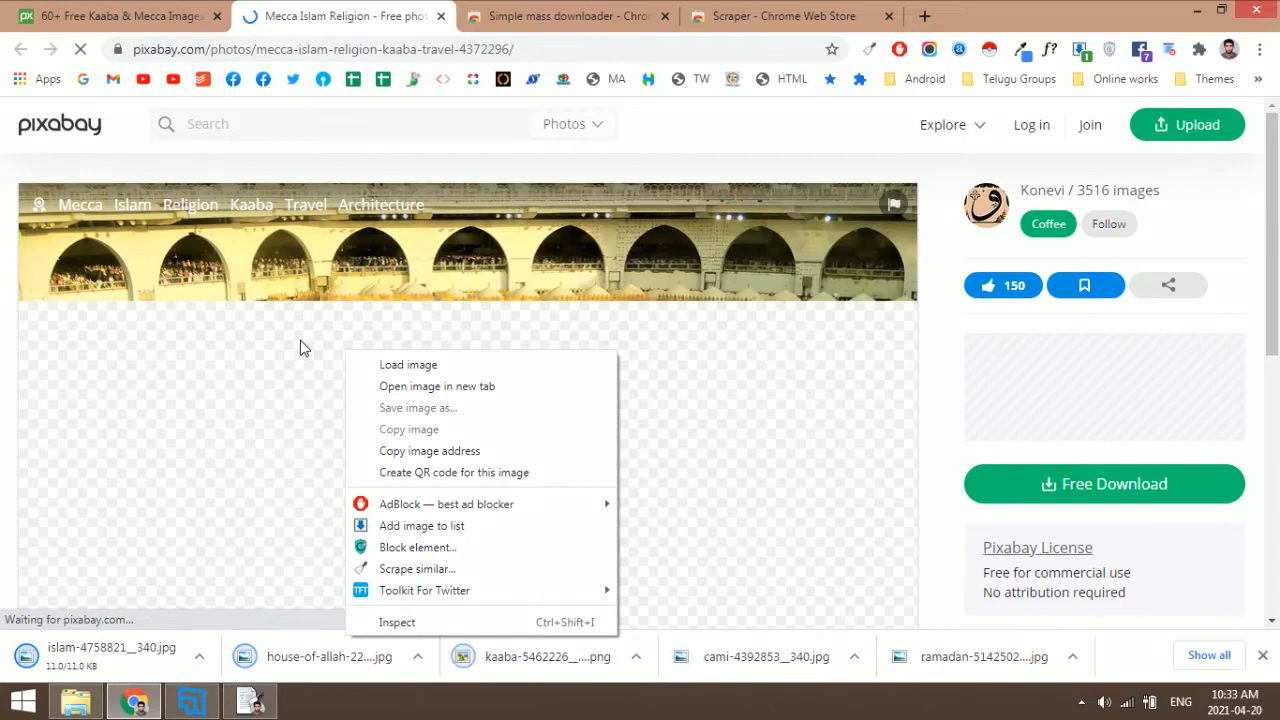 60+ Free Kaaba & Mecca Images
Mecca Islam Religion - Free phot
Simple mass downloader - Chro
Scraper - Chrome Web Store
pixabay.com/photos/mecca-islam-religion-kaaba-travel-4372296/
f?
1
7
Apps
MA
TW
HTML
Android
Telugu Groups
Online works
Themes
»
pixabay
Search
Photos
Explore
Log in
Join
Upload
Mecca Islam Religion Kaaba Travel Architecture
Konevi / 3516 images
Coffee
Follow
150
Load image
Open image in new tab
Save image as...
Copy image
Copy image address
Create QR code for this image
AdBlock — best ad blocker
Add image to list
Block element...
Scrape similar...
Toolkit For Twitter
Inspect Ctrl+Shift+I
Free Download
Pixabay License
Free for commercial use
No attribution required
Waiting for pixabay.com...
islam-4758821__340.jpg
11.0/11.0 KB
house-of-allah-22....jpg
kaaba-5462226__....png
cami-4392853__340.jpg
ramadan-5142502....jpg
Show all
ENG
10:33 AM
2021-04-20